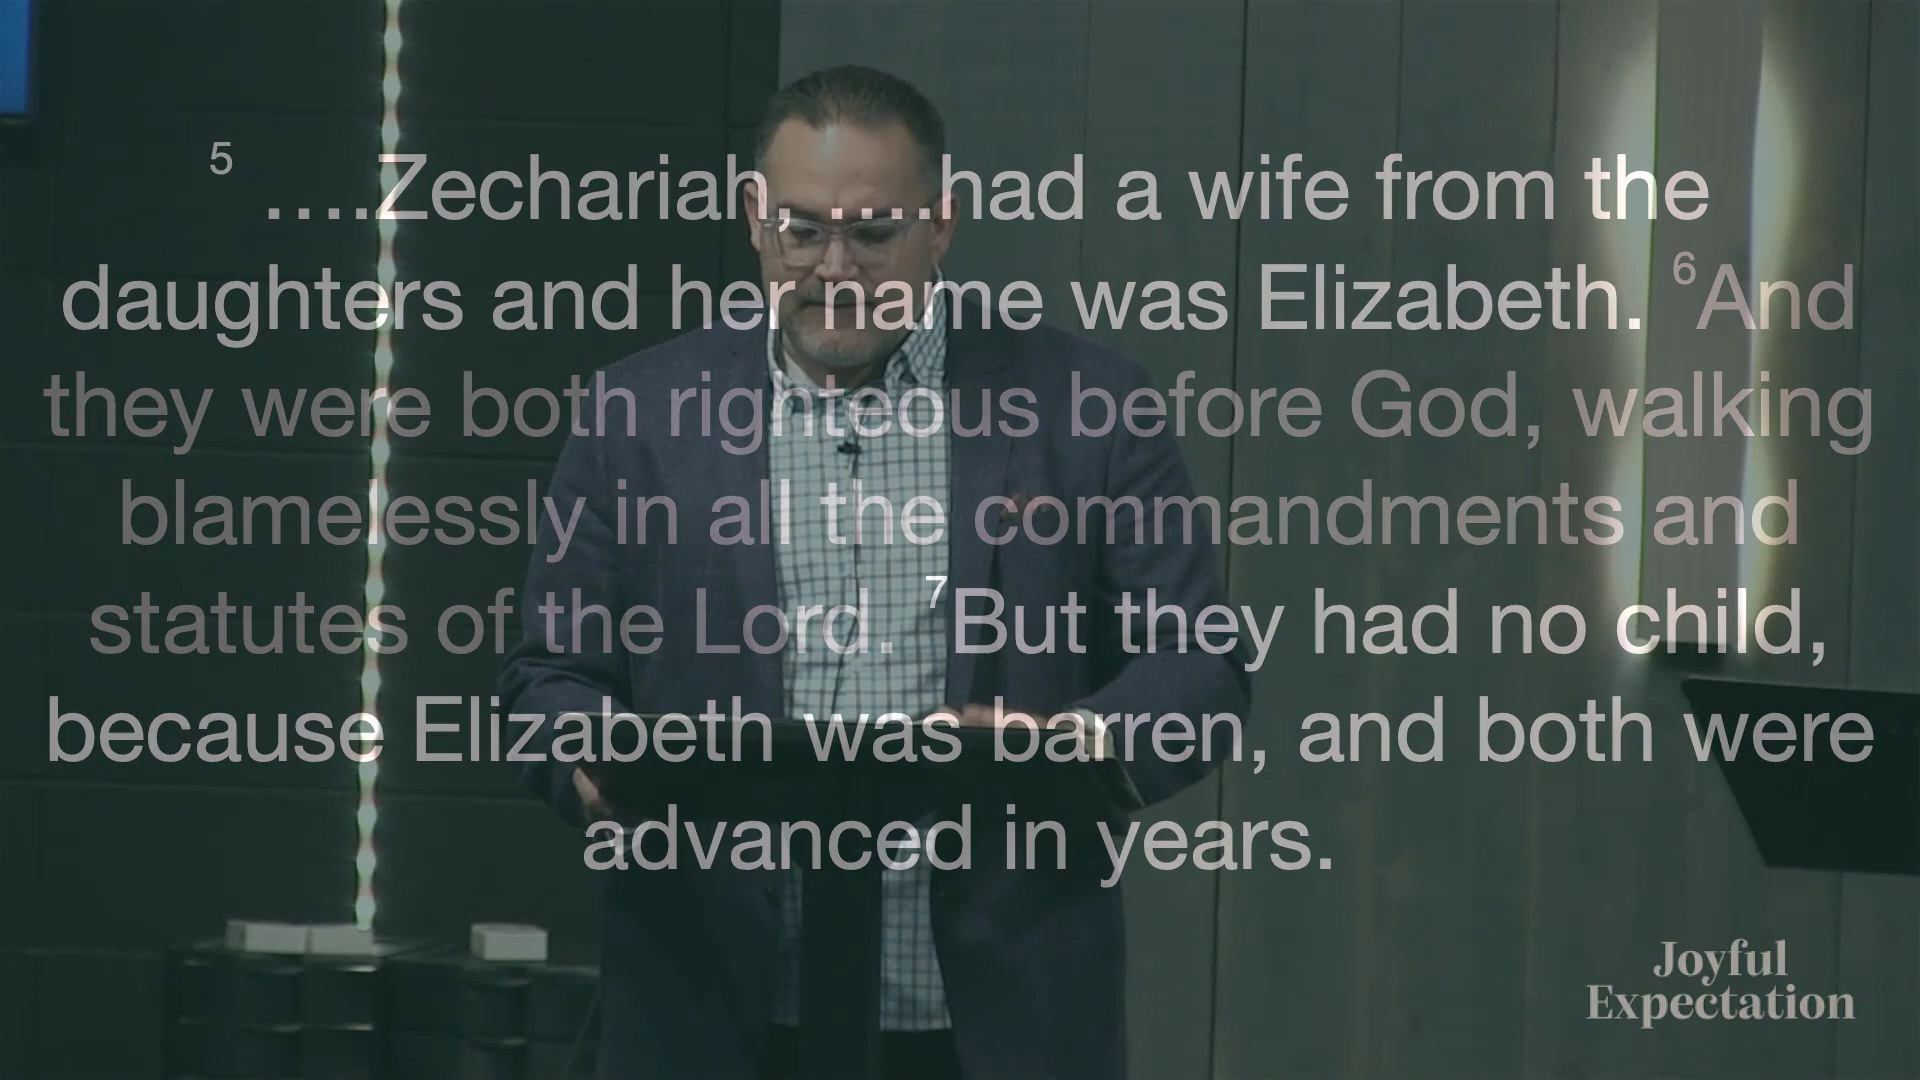 5 ....Zechariah, ....had a wife from the
daughters and her name was Elizabeth. 6And
they were both righteous before God, walking
blamelessly in all the commandments and
statutes of the Lord. 7But they had no child,
because Elizabeth was barren, and both were
advanced in years.
Joyful
Expectation